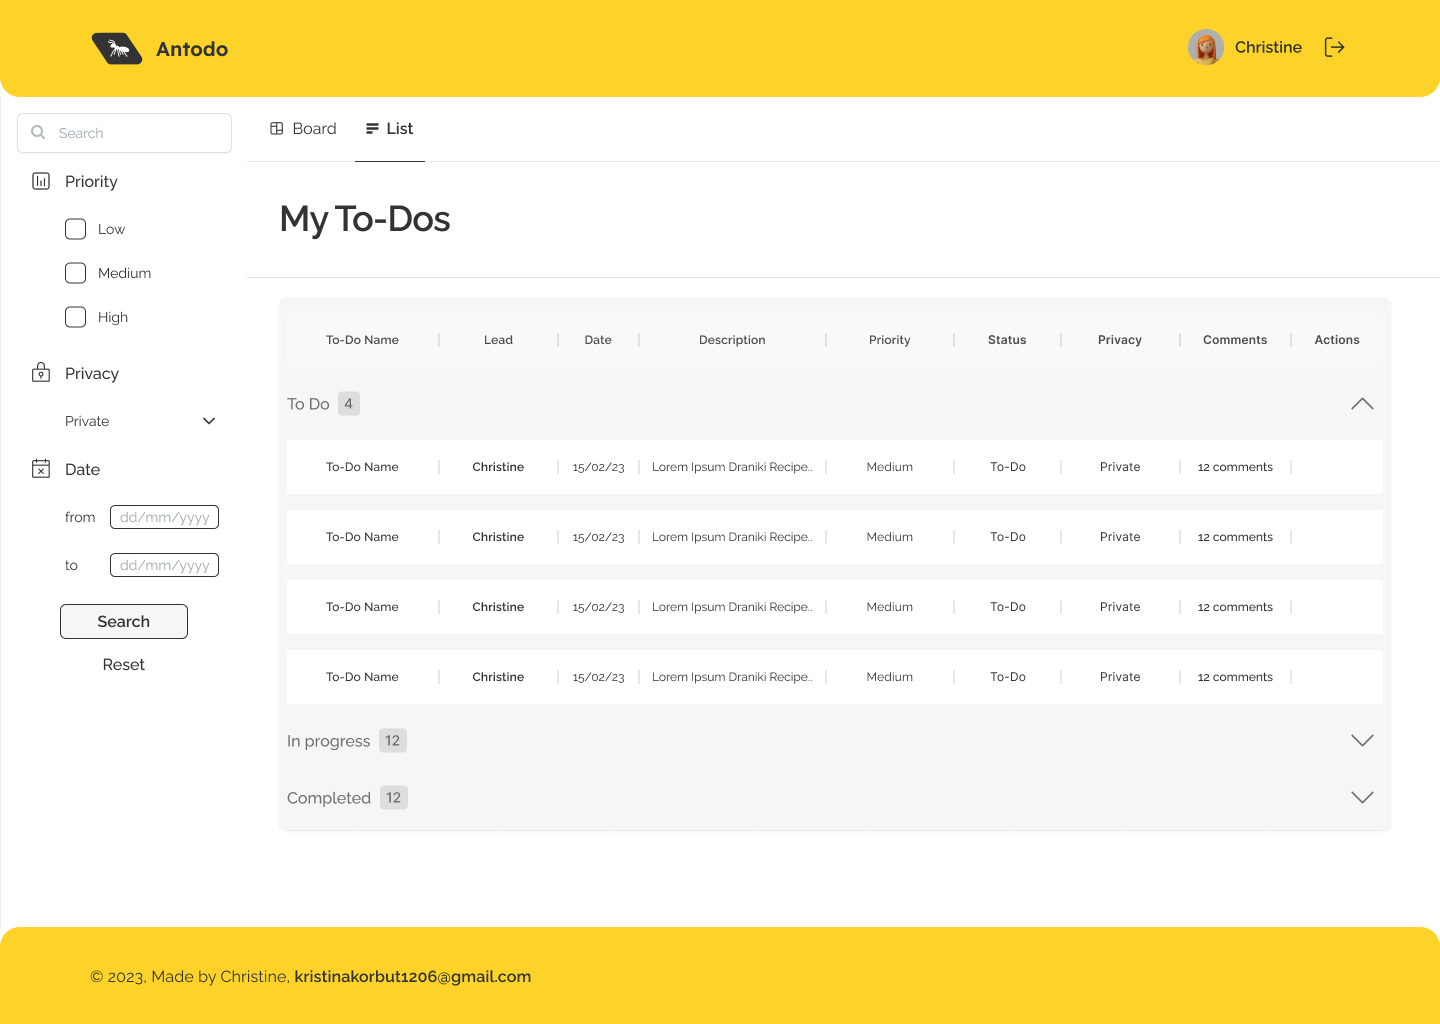 Antodo
Christine
Search
Board
List
Priority
Low
Medium
High
Privacy
Private
Date
from dd/mm/yyyy
to dd/mm/yyyy
Search
Reset
My To-Dos
To-Do Name Lead Date Description Priority Status Privacy Comments Actions
To Do 4
To-Do Name Christine 15/02/23 Lorem Ipsum Draniki Recipe.. Medium To-Do Private 12 comments
To-Do Name Christine 15/02/23 Lorem Ipsum Draniki Recipe.. Medium To-Do Private 12 comments
To-Do Name Christine 15/02/23 Lorem Ipsum Draniki Recipe.. Medium To-Do Private 12 comments
To-Do Name Christine 15/02/23 Lorem Ipsum Draniki Recipe.. Medium To-Do Private 12 comments
In progress 12
Completed 12
© 2023, Made by Christine, kristinakorbut1206@gmail.com